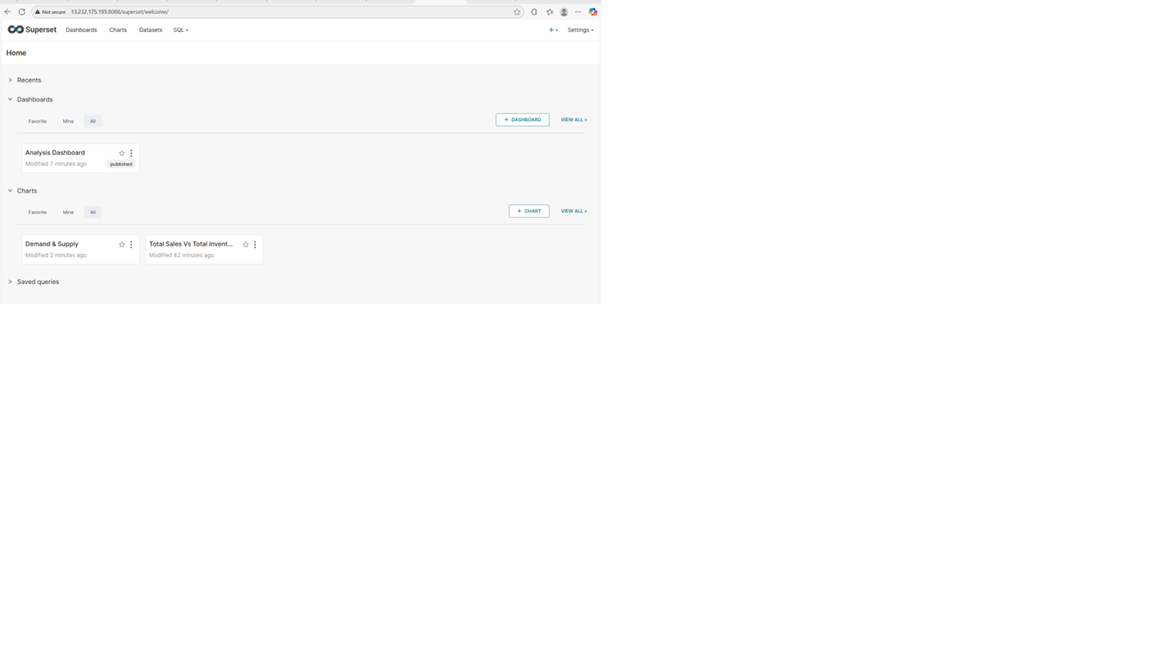 Not secure 13.232.175.195:8088/superset/welcome/
Superset Dashboards Charts Datasets SQL Settings
Home
Recents
Dashboards
Favorite Mine All + DASHBOARD VIEW ALL »
Analysis Dashboard
Modified 7 minutes ago published
Charts
Favorite Mine All + CHART VIEW ALL »
Demand & Supply Total Sales Vs Total Invent...
Modified 3 minutes ago Modified 42 minutes ago
Saved queries